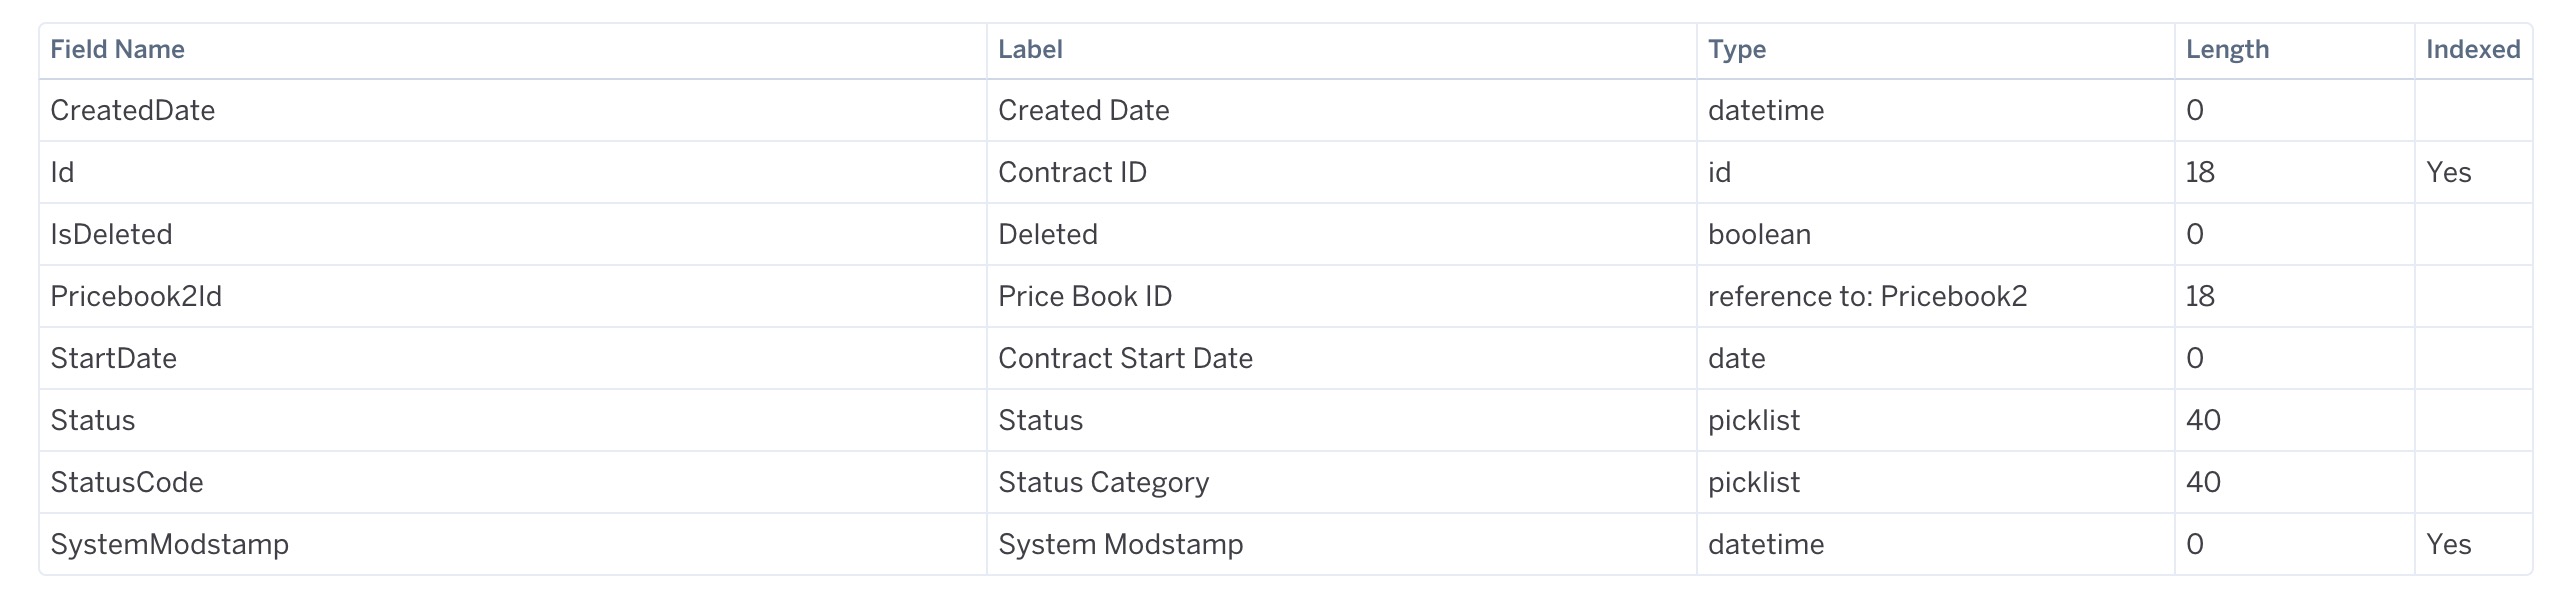 Field Name Label Type Length Indexed
CreatedDate Created Date datetime 0
Id Contract ID id 18 Yes
IsDeleted Deleted boolean 0
Pricebook2Id Price Book ID reference to: Pricebook2 18
StartDate Contract Start Date date 0
Status Status picklist 40
StatusCode Status Category picklist 40
SystemModstamp System Modstamp datetime 0 Yes